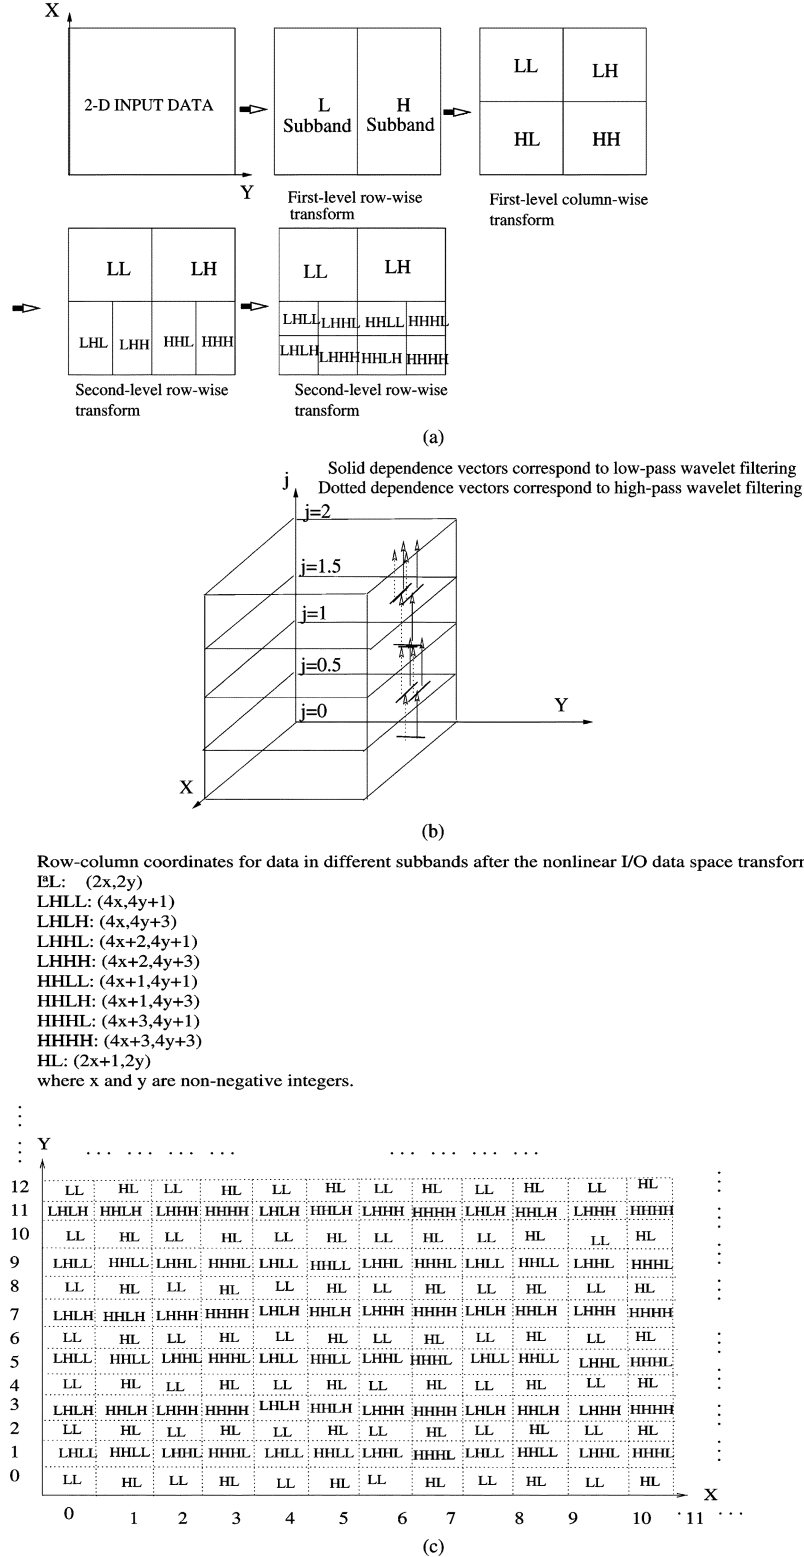 X
2-D INPUT DATA
Y
L
Subband
H
Subband
First-level row-wise
transform
LL LH
HL HH
First-level column-wise
transform
LL LH
LHL LHH HHL HHH
Second-level row-wise
transform
LL LH
LHLL LHHL HHLL HHHL
LHLH LHHH HHLH HHHH
Second-level row-wise
transform
(a)
Solid dependence vectors correspond to low-pass wavelet filtering
Dotted dependence vectors correspond to high-pass wavelet filtering
j
j=2
j=1.5
j=1
j=0.5
j=0
Y
X
(b)
Row-column coordinates for data in different subbands after the nonlinear I/O data space transform
LL: (2x,2y)
LHLL: (4x,4y+1)
LHLH: (4x,4y+3)
LHHL: (4x+2,4y+1)
LHHH: (4x+2,4y+3)
HHLL: (4x+1,4y+1)
HHLH: (4x+1,4y+3)
HHHL: (4x+3,4y+1)
HHHH: (4x+3,4y+3)
HL: (2x+1,2y)
where x and y are non-negative integers.
Y
12 LL HL LL HL LL HL LL HL LL HL LL HL
11 LHLH HHLH LHHH HHHH LHLH HHLH LHHH HHHH LHLH HHLH LHHH HHHH
10 LL HL LL HL LL HL LL HL LL HL LL HL
9 LHLL HHLL LHHL HHHL LHLL HHLL LHHL HHHL LHLL HHLL LHHL HHHL
8 LL HL LL HL LL HL LL HL LL HL LL HL
7 LHLH HHLH LHHH HHHH LHLH HHLH LHHH HHHH LHLH HHLH LHHH HHHH
6 LL HL LL HL LL HL LL HL LL HL LL HL
5 LHLL HHLL LHHL HHHL LHLL HHLL LHHL HHHL LHLL HHLL LHHL HHHL
4 LL HL LL HL LL HL LL HL LL HL LL HL
3 LHLH HHLH LHHH HHHH LHLH HHLH LHHH HHHH LHLH HHLH LHHH HHHH
2 LL HL LL HL LL HL LL HL LL HL LL HL
1 LHLL HHLL LHHL HHHL LHLL HHLL LHHL HHHL LHLL HHLL LHHL HHHL
0 LL HL LL HL LL HL LL HL LL HL LL HL
X
0 1 2 3 4 5 6 7 8 9 10 11
(c)